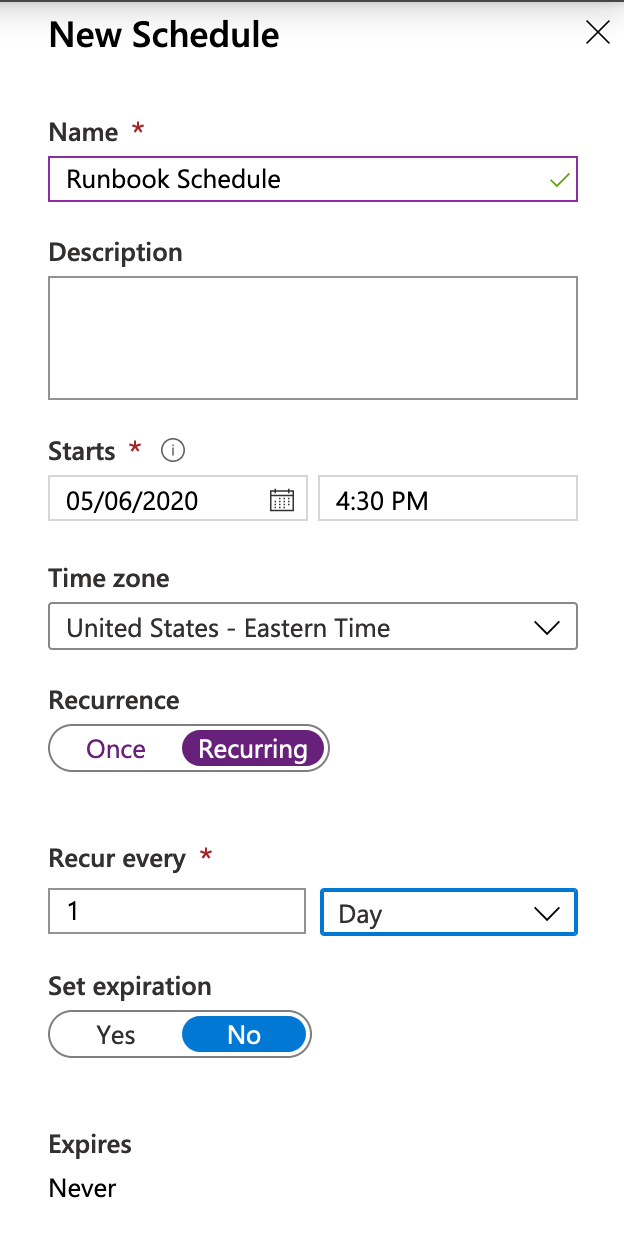 New Schedule
Name *
Runbook Schedule
Description
Starts *
05/06/2020 4:30 PM
Time zone
United States - Eastern Time
Recurrence
Once Recurring
Recur every *
1 Day
Set expiration
Yes No
Expires
Never